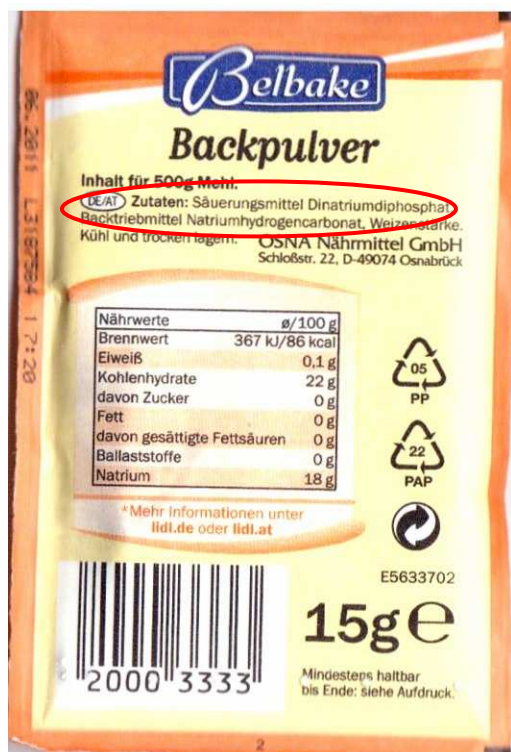 Belbake
Backpulver
Inhalt für 500g Mehl.
DE/AT Zutaten: Säuerungsmittel Dinatriumdiphosphat,
Backtriebmittel Natriumhydrogencarbonat, Weizenstärke.
Kühl und trocken lagern. OSNA Nährmittel GmbH
Schloßstr. 22, D-49074 Osnabrück
06.2011 1 7:20
Nährwerte ø/100 g
Brennwert 367 kJ/86 kcal
Eiweiß 0,1 g
Kohlenhydrate 22 g
davon Zucker 0 g
Fett 0 g
davon gesättigte Fettsäuren 0 g
Ballaststoffe 0 g
Natrium 18 g
*Mehr Informationen unter
lidl.de oder lidl.at
05
PP
22
PAP
E5633702
15g e
2000 3333
Mindestens haltbar
bis Ende: siehe Aufdruck.
2